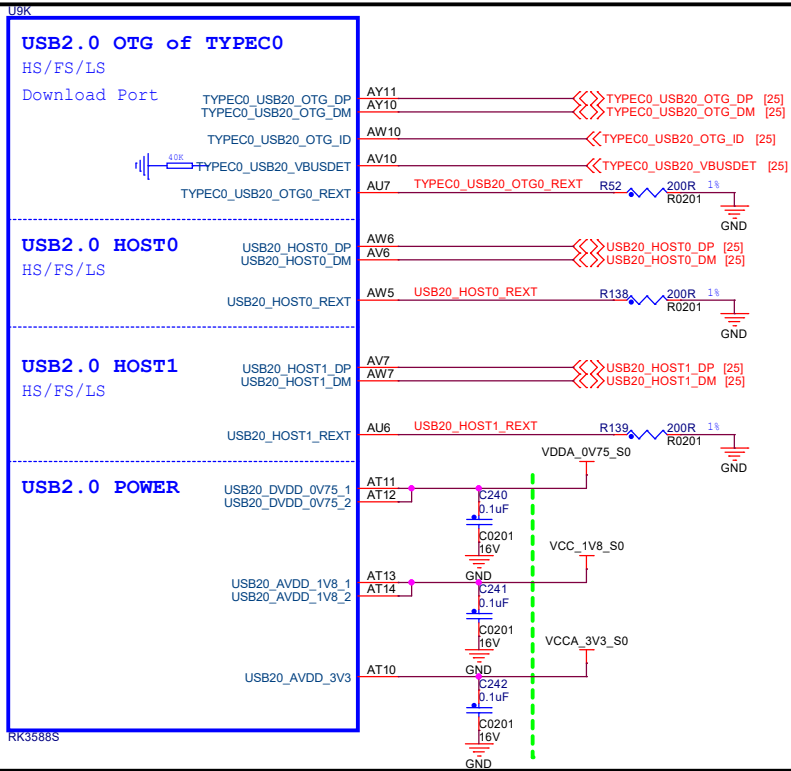 U9K
USB2.0 OTG of TYPEC0
HS/FS/LS
Download Port
TYPEC0_USB20_OTG_DP AY11 TYPEC0_USB20_OTG_DP [25]
TYPEC0_USB20_OTG_DM AY10 TYPEC0_USB20_OTG_DM [25]
TYPEC0_USB20_OTG_ID AW10 TYPEC0_USB20_OTG_ID [25]
40K TYPEC0_USB20_VBUSDET AV10 TYPEC0_USB20_VBUSDET [25]
TYPEC0_USB20_OTG0_REXT AU7 TYPEC0_USB20_OTG0_REXT R52 200R 1%
R0201
GND
USB2.0 HOST0
HS/FS/LS
USB20_HOST0_DP AW6 USB20_HOST0_DP [25]
USB20_HOST0_DM AV6 USB20_HOST0_DM [25]
USB20_HOST0_REXT AW5 USB20_HOST0_REXT R138 200R 1%
R0201
GND
USB2.0 HOST1
HS/FS/LS
USB20_HOST1_DP AV7 USB20_HOST1_DP [25]
USB20_HOST1_DM AW7 USB20_HOST1_DM [25]
USB20_HOST1_REXT AU6 USB20_HOST1_REXT R139 200R 1%
R0201
GND
USB2.0 POWER
VDDA_0V75_S0
USB20_DVDD_0V75_1 AT11
USB20_DVDD_0V75_2 AT12
C240
0.1uF
C0201
16V
GND
VCC_1V8_S0
USB20_AVDD_1V8_1 AT13
USB20_AVDD_1V8_2 AT14
C241
0.1uF
C0201
16V
GND
VCCA_3V3_S0
USB20_AVDD_3V3 AT10
C242
0.1uF
C0201
16V
GND
RK3588S